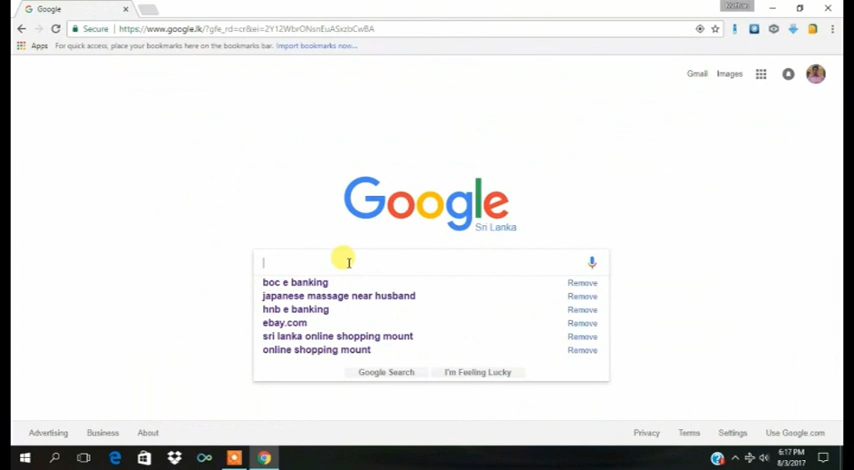 Google
Secure
https://www.google.lk/?gfe_rd=cr&ei=2Y12WbrONsnEuASxzbCwBA
Apps
For quick access, place your bookmarks here on the bookmarks bar.
Import bookmarks now...
Gmail
Images
Google
Sri Lanka
boc e banking
Remove
japanese massage near husband
Remove
hnb e banking
Remove
ebay.com
Remove
sri lanka online shopping mount
Remove
online shopping mount
Remove
Google Search
I'm Feeling Lucky
Advertising
Business
About
Privacy
Terms
Settings
Use Google.com
6:17 PM
8/3/2017